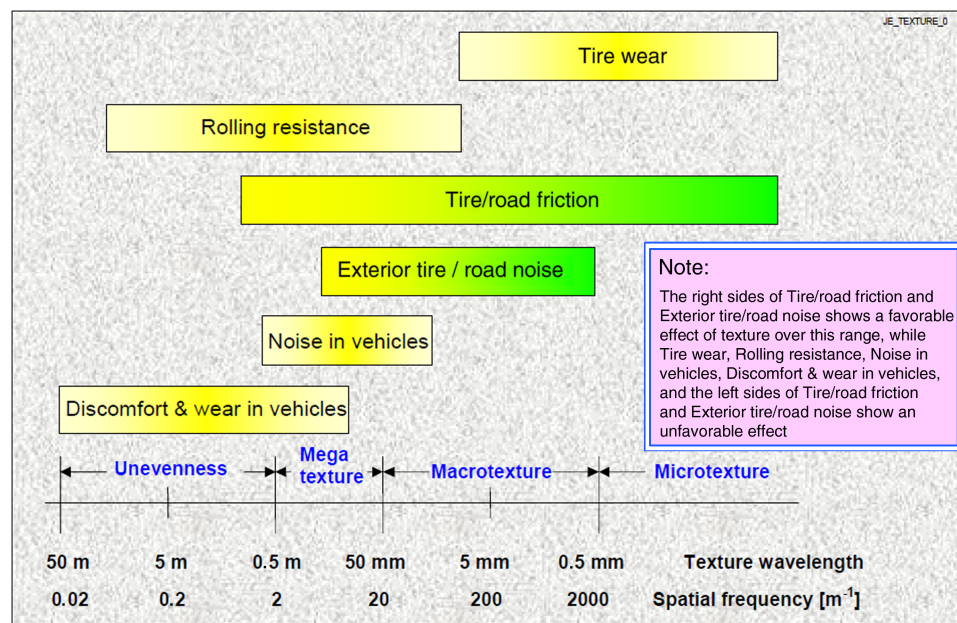 JE_TEXTURE_0
Tire wear
Rolling resistance
Tire/road friction
Exterior tire / road noise
Note:
The right sides of Tire/road friction and
Exterior tire/road noise shows a favorable
effect of texture over this range, while
Tire wear, Rolling resistance, Noise in
vehicles, Discomfort & wear in vehicles,
and the left sides of Tire/road friction
and Exterior tire/road noise show an
unfavorable effect
Noise in vehicles
Discomfort & wear in vehicles
Unevenness
Mega
texture
Macrotexture
Microtexture
50 m 5 m 0.5 m 50 mm 5 mm 0.5 mm Texture wavelength
0.02 0.2 2 20 200 2000 Spatial frequency [m⁻¹]